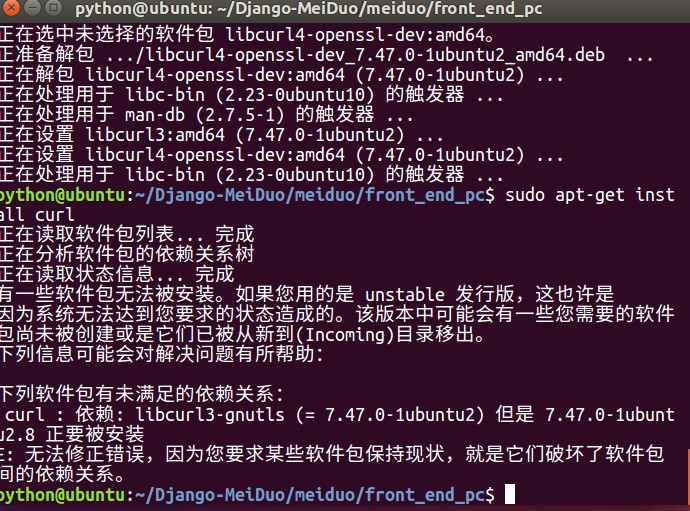 python@ubuntu: ~/Django-MeiDuo/meiduo/front_end_pc
正在选中未选择的软件包 libcurl4-openssl-dev:amd64。
正准备解包 .../libcurl4-openssl-dev_7.47.0-1ubuntu2_amd64.deb ...
正在解包 libcurl4-openssl-dev:amd64 (7.47.0-1ubuntu2) ...
正在处理用于 libc-bin (2.23-0ubuntu10) 的触发器 ...
正在处理用于 man-db (2.7.5-1) 的触发器 ...
正在设置 libcurl3:amd64 (7.47.0-1ubuntu2) ...
正在设置 libcurl4-openssl-dev:amd64 (7.47.0-1ubuntu2) ...
正在处理用于 libc-bin (2.23-0ubuntu10) 的触发器 ...
python@ubuntu:~/Django-MeiDuo/meiduo/front_end_pc$ sudo apt-get inst
all curl
正在读取软件包列表... 完成
正在分析软件包的依赖关系树
正在读取状态信息... 完成
有一些软件包无法被安装。如果您用的是 unstable 发行版，这也许是
因为系统无法达到您要求的状态造成的。该版本中可能会有一些您需要的软件
包尚未被创建或是它们已被从新到(Incoming)目录移出。
下列信息可能会对解决问题有所帮助：
下列软件包有未满足的依赖关系：
curl : 依赖: libcurl3-gnutls (= 7.47.0-1ubuntu2) 但是 7.47.0-1ubunt
u2.8 正要被安装
E: 无法修正错误，因为您要求某些软件包保持现状，就是它们破坏了软件包
间的依赖关系。
python@ubuntu:~/Django-MeiDuo/meiduo/front_end_pc$